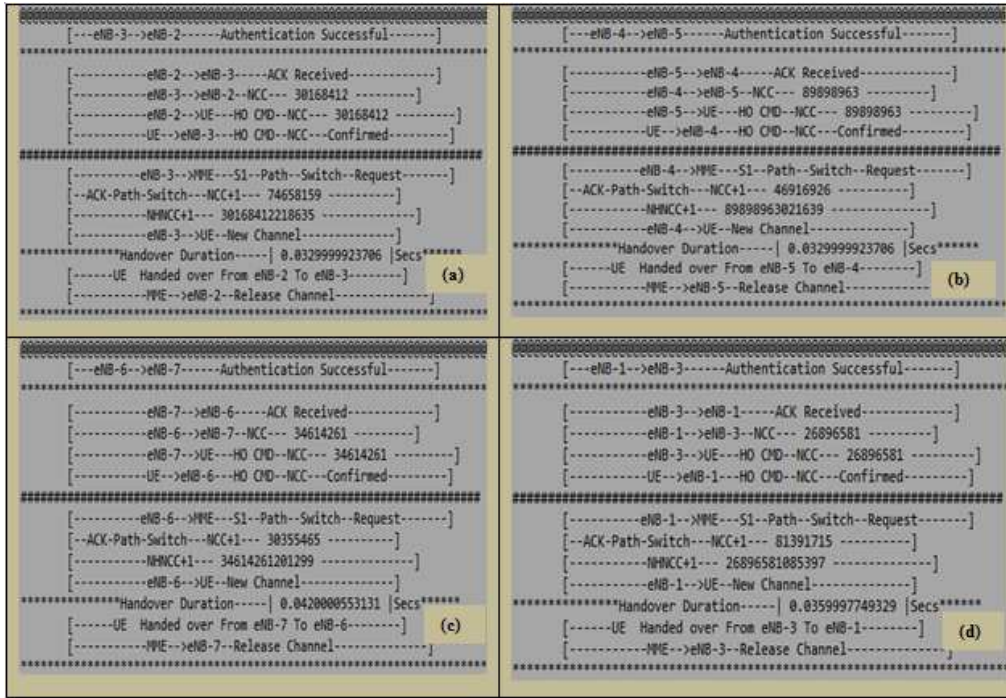 [---eNB-3-->eNB-2------Authentication Successful-------]
[----------eNB-2-->eNB-3-----ACK Received-------------]
[----------eNB-3-->eNB-2--NCC--- 30168412 ---------]
[----------eNB-2-->UE---HO CMD--NCC--- 30168412 ---------]
[----------UE-->eNB-3---HO CMD--NCC---Confirmed----------]
[---------eNB-3-->MME---S1--Path--Switch--Request-------]
[--ACK-Path-Switch---NCC+1--- 74658159 ----------]
[----------NHNCC+1--- 30168412218635 -------------]
[----------eNB-3-->UE--New Channel-------------]
************Handover Duration-----| 0.0329999923706 |Secs******
[------UE Handed over From eNB-2 To eNB-3--------]
[----------MME-->eNB-2--Release Channel-------------]
(a)
[---eNB-4-->eNB-5------Authentication Successful-------]
[----------eNB-5-->eNB-4-----ACK Received-------------]
[----------eNB-4-->eNB-5--NCC--- 89898963 ---------]
[----------eNB-5-->UE---HO CMD--NCC--- 89898963 ---------]
[----------UE-->eNB-4---HO CMD--NCC---Confirmed----------]
[---------eNB-4-->MME---S1--Path--Switch--Request-------]
[--ACK-Path-Switch---NCC+1--- 46916926 ----------]
[----------NHNCC+1--- 89898963021639 -------------]
[----------eNB-4-->UE--New Channel-------------]
************Handover Duration-----| 0.0329999923706 |Secs******
[------UE Handed over From eNB-5 To eNB-4--------]
[----------MME-->eNB-5--Release Channel-------------
(b)
[---eNB-6-->eNB-7------Authentication Successful-------]
[----------eNB-7-->eNB-6-----ACK Received-------------]
[----------eNB-6-->eNB-7--NCC--- 34614261 ---------]
[----------eNB-7-->UE---HO CMD--NCC--- 34614261 ---------]
[----------UE-->eNB-6---HO CMD--NCC---Confirmed----------]
[---------eNB-6-->MME---S1--Path--Switch--Request-------]
[--ACK-Path-Switch---NCC+1--- 30355465 ----------]
[----------NHNCC+1--- 34614261201299 -------------]
[----------eNB-6-->UE--New Channel-------------]
************Handover Duration-----| 0.0420000553131 |Secs******
[------UE Handed over From eNB-7 To eNB-6--------]
[----------MME-->eNB-7--Release Channel-------------]
(c)
[---eNB-1-->eNB-3------Authentication Successful-------]
[----------eNB-3-->eNB-1-----ACK Received-------------]
[----------eNB-1-->eNB-3--NCC--- 26896581 ---------]
[----------eNB-3-->UE---HO CMD--NCC--- 26896581 ---------]
[----------UE-->eNB-1---HO CMD--NCC---Confirmed----------]
[---------eNB-1-->MME---S1--Path--Switch--Request-------]
[--ACK-Path-Switch---NCC+1--- 81391715 ----------]
[----------NHNCC+1--- 26896581085397 -------------]
[----------eNB-1-->UE--New Channel-------------]
************Handover Duration-----| 0.0359997749329 |Secs******
[------UE Handed over From eNB-3 To eNB-1--------]
[----------MME-->eNB-3--Release Channel-------------]
(d)